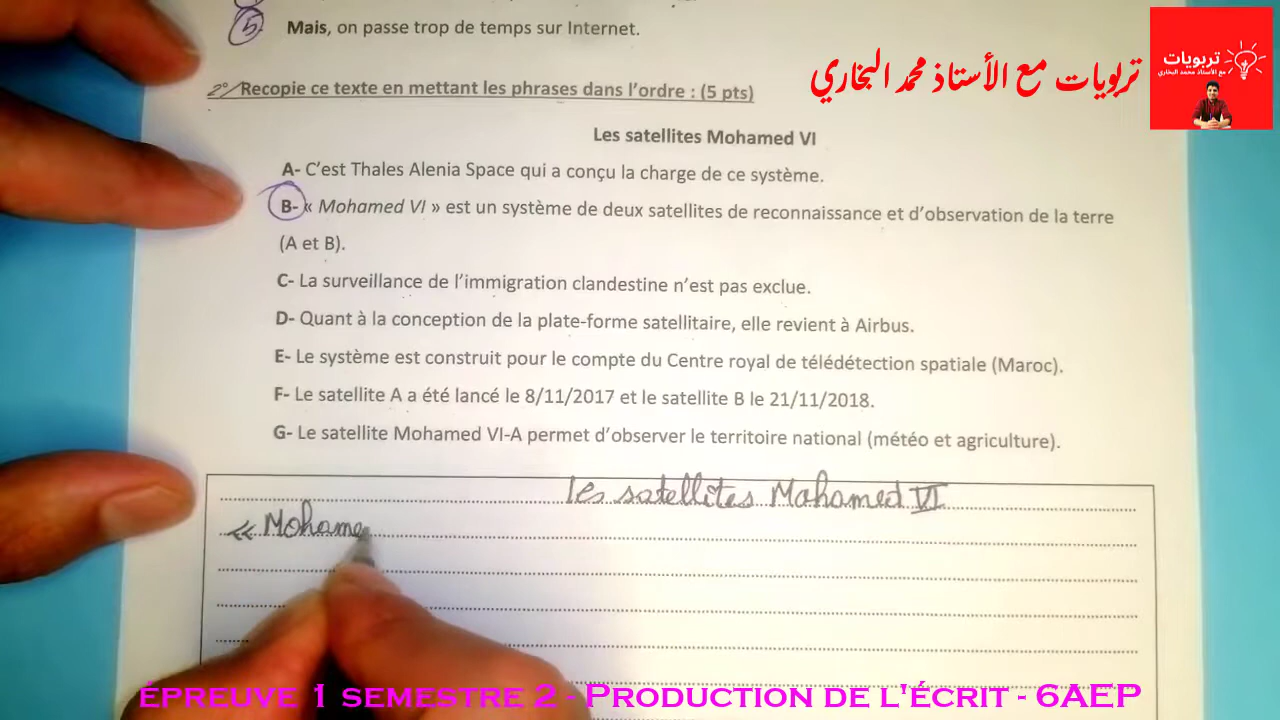 5 Mais, on passe trop de temps sur Internet.
تربويات مع الأستاذ محمد البخاري
تربويات
مع الأستاذ محمد البخاري
2°/ Recopie ce texte en mettant les phrases dans l'ordre : (5 pts)
Les satellites Mohamed VI
A- C'est Thales Alenia Space qui a conçu la charge de ce système.
B- « Mohamed VI » est un système de deux satellites de reconnaissance et d'observation de la terre
(A et B).
C- La surveillance de l'immigration clandestine n'est pas exclue.
D- Quant à la conception de la plate-forme satellitaire, elle revient à Airbus.
E- Le système est construit pour le compte du Centre royal de télédétection spatiale (Maroc).
F- Le satellite A a été lancé le 8/11/2017 et le satellite B le 21/11/2018.
G- Le satellite Mohamed VI-A permet d'observer le territoire national (météo et agriculture).
les satellites Mohamed VI
« Mohame
épreuve 1 semestre 2 - Production de l'écrit - 6AEP